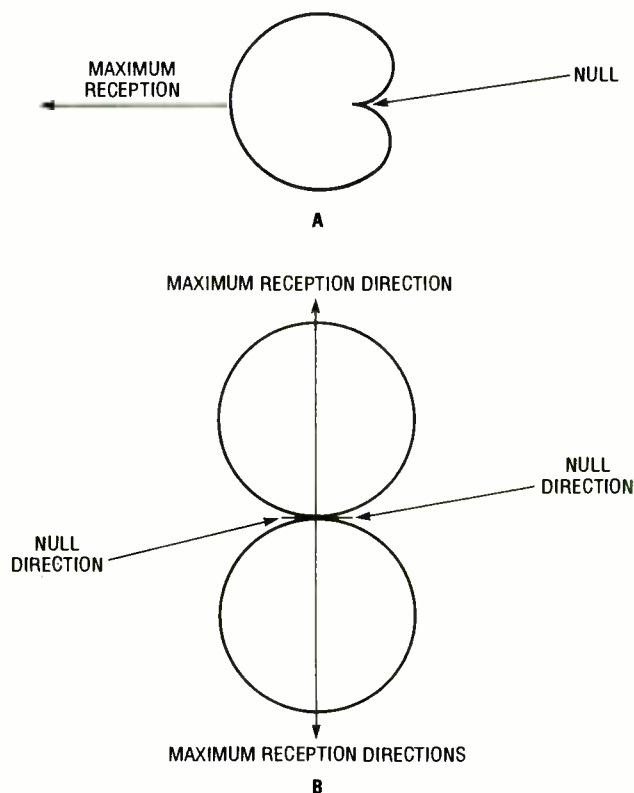 MAXIMUM
RECEPTION
NULL
A
MAXIMUM RECEPTION DIRECTION
NULL
DIRECTION
NULL
DIRECTION
MAXIMUM RECEPTION DIRECTIONS
B